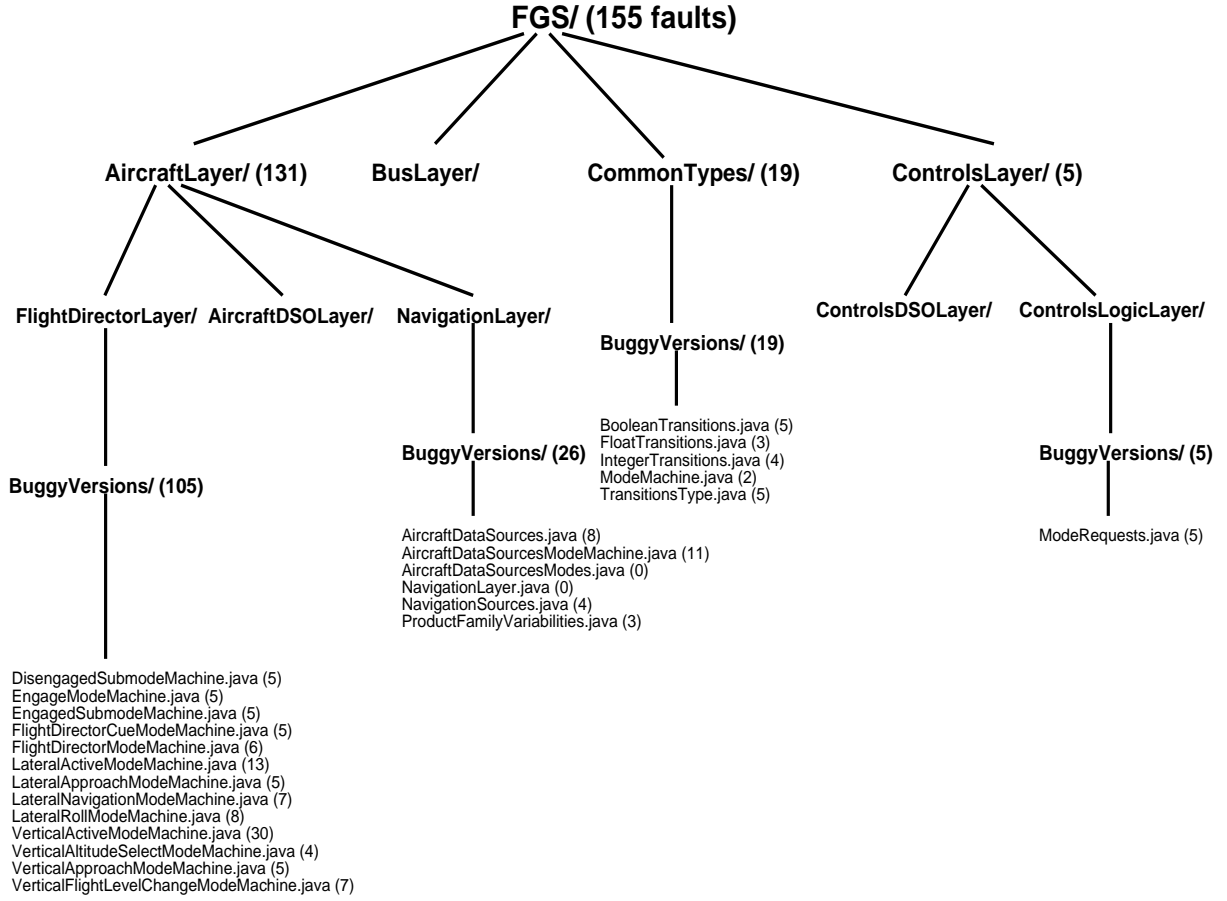 FGS/ (155 faults)
AircraftLayer/ (131)
BusLayer/
CommonTypes/ (19)
ControlsLayer/ (5)
FlightDirectorLayer/
AircraftDSOLayer/
NavigationLayer/
ControlsDSOLayer/
ControlsLogicLayer/
BuggyVersions/ (19)
BooleanTransitions.java (5)
FloatTransitions.java (3)
IntegerTransitions.java (4)
ModeMachine.java (2)
TransitionsType.java (5)
BuggyVersions/ (26)
BuggyVersions/ (5)
BuggyVersions/ (105)
AircraftDataSources.java (8)
AircraftDataSourcesModeMachine.java (11)
AircraftDataSourcesModes.java (0)
NavigationLayer.java (0)
NavigationSources.java (4)
ProductFamilyVariabilities.java (3)
ModeRequests.java (5)
DisengagedSubmodeMachine.java (5)
EngageModeMachine.java (5)
EngagedSubmodeMachine.java (5)
FlightDirectorCueModeMachine.java (5)
FlightDirectorModeMachine.java (6)
LateralActiveModeMachine.java (13)
LateralApproachModeMachine.java (5)
LateralNavigationModeMachine.java (7)
LateralRollModeMachine.java (8)
VerticalActiveModeMachine.java (30)
VerticalAltitudeSelectModeMachine.java (4)
VerticalApproachModeMachine.java (5)
VerticalFlightLevelChangeModeMachine.java (7)